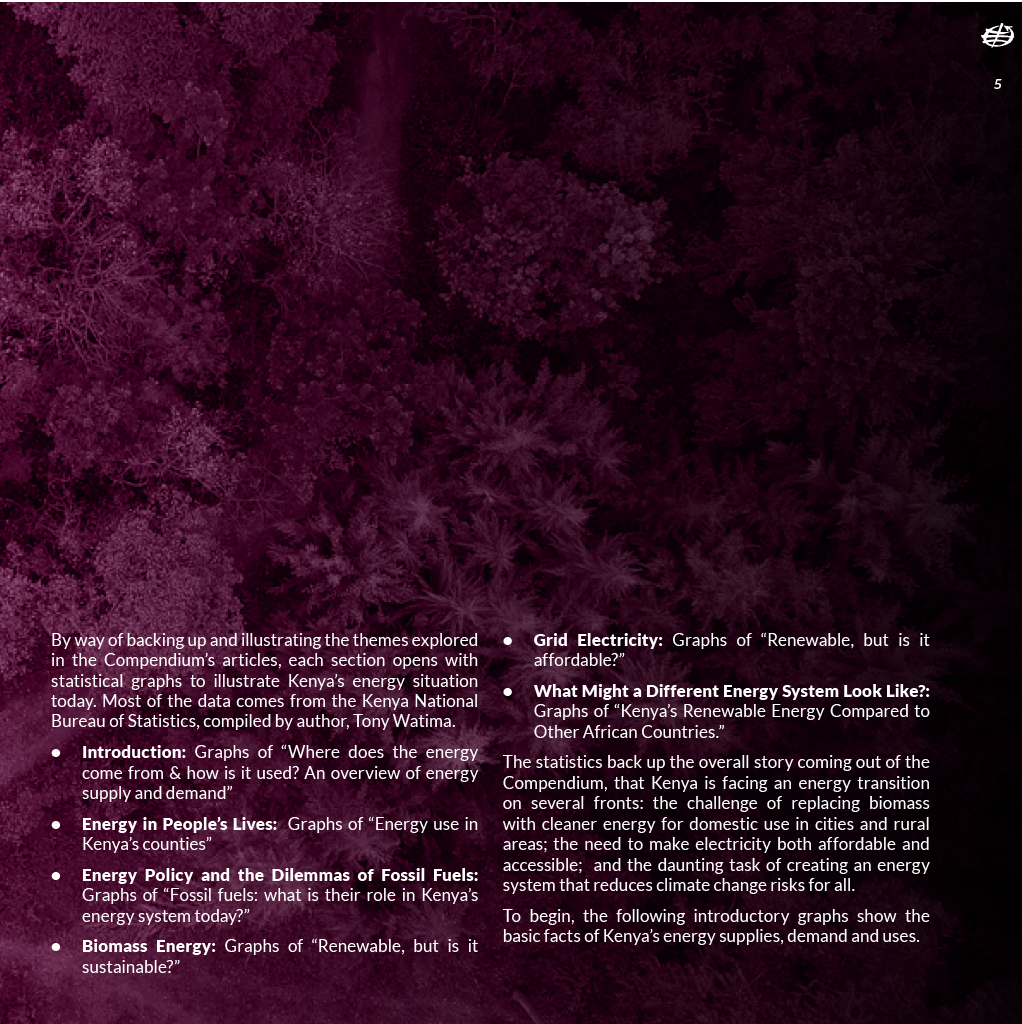 5
By way of backing up and illustrating the themes explored
in the Compendium’s articles, each section opens with
statistical graphs to illustrate Kenya’s energy situation
today. Most of the data comes from the Kenya National
Bureau of Statistics, compiled by author, Tony Watima.
● Introduction: Graphs of “Where does the energy
come from & how is it used? An overview of energy
supply and demand”
● Energy in People’s Lives: Graphs of “Energy use in
Kenya’s counties”
● Energy Policy and the Dilemmas of Fossil Fuels:
Graphs of “Fossil fuels: what is their role in Kenya’s
energy system today?”
● Biomass Energy: Graphs of “Renewable, but is it
sustainable?”
● Grid Electricity: Graphs of “Renewable, but is it
affordable?”
● What Might a Different Energy System Look Like?:
Graphs of “Kenya’s Renewable Energy Compared to
Other African Countries.”
The statistics back up the overall story coming out of the
Compendium, that Kenya is facing an energy transition
on several fronts: the challenge of replacing biomass
with cleaner energy for domestic use in cities and rural
areas; the need to make electricity both affordable and
accessible; and the daunting task of creating an energy
system that reduces climate change risks for all.
To begin, the following introductory graphs show the
basic facts of Kenya’s energy supplies, demand and uses.